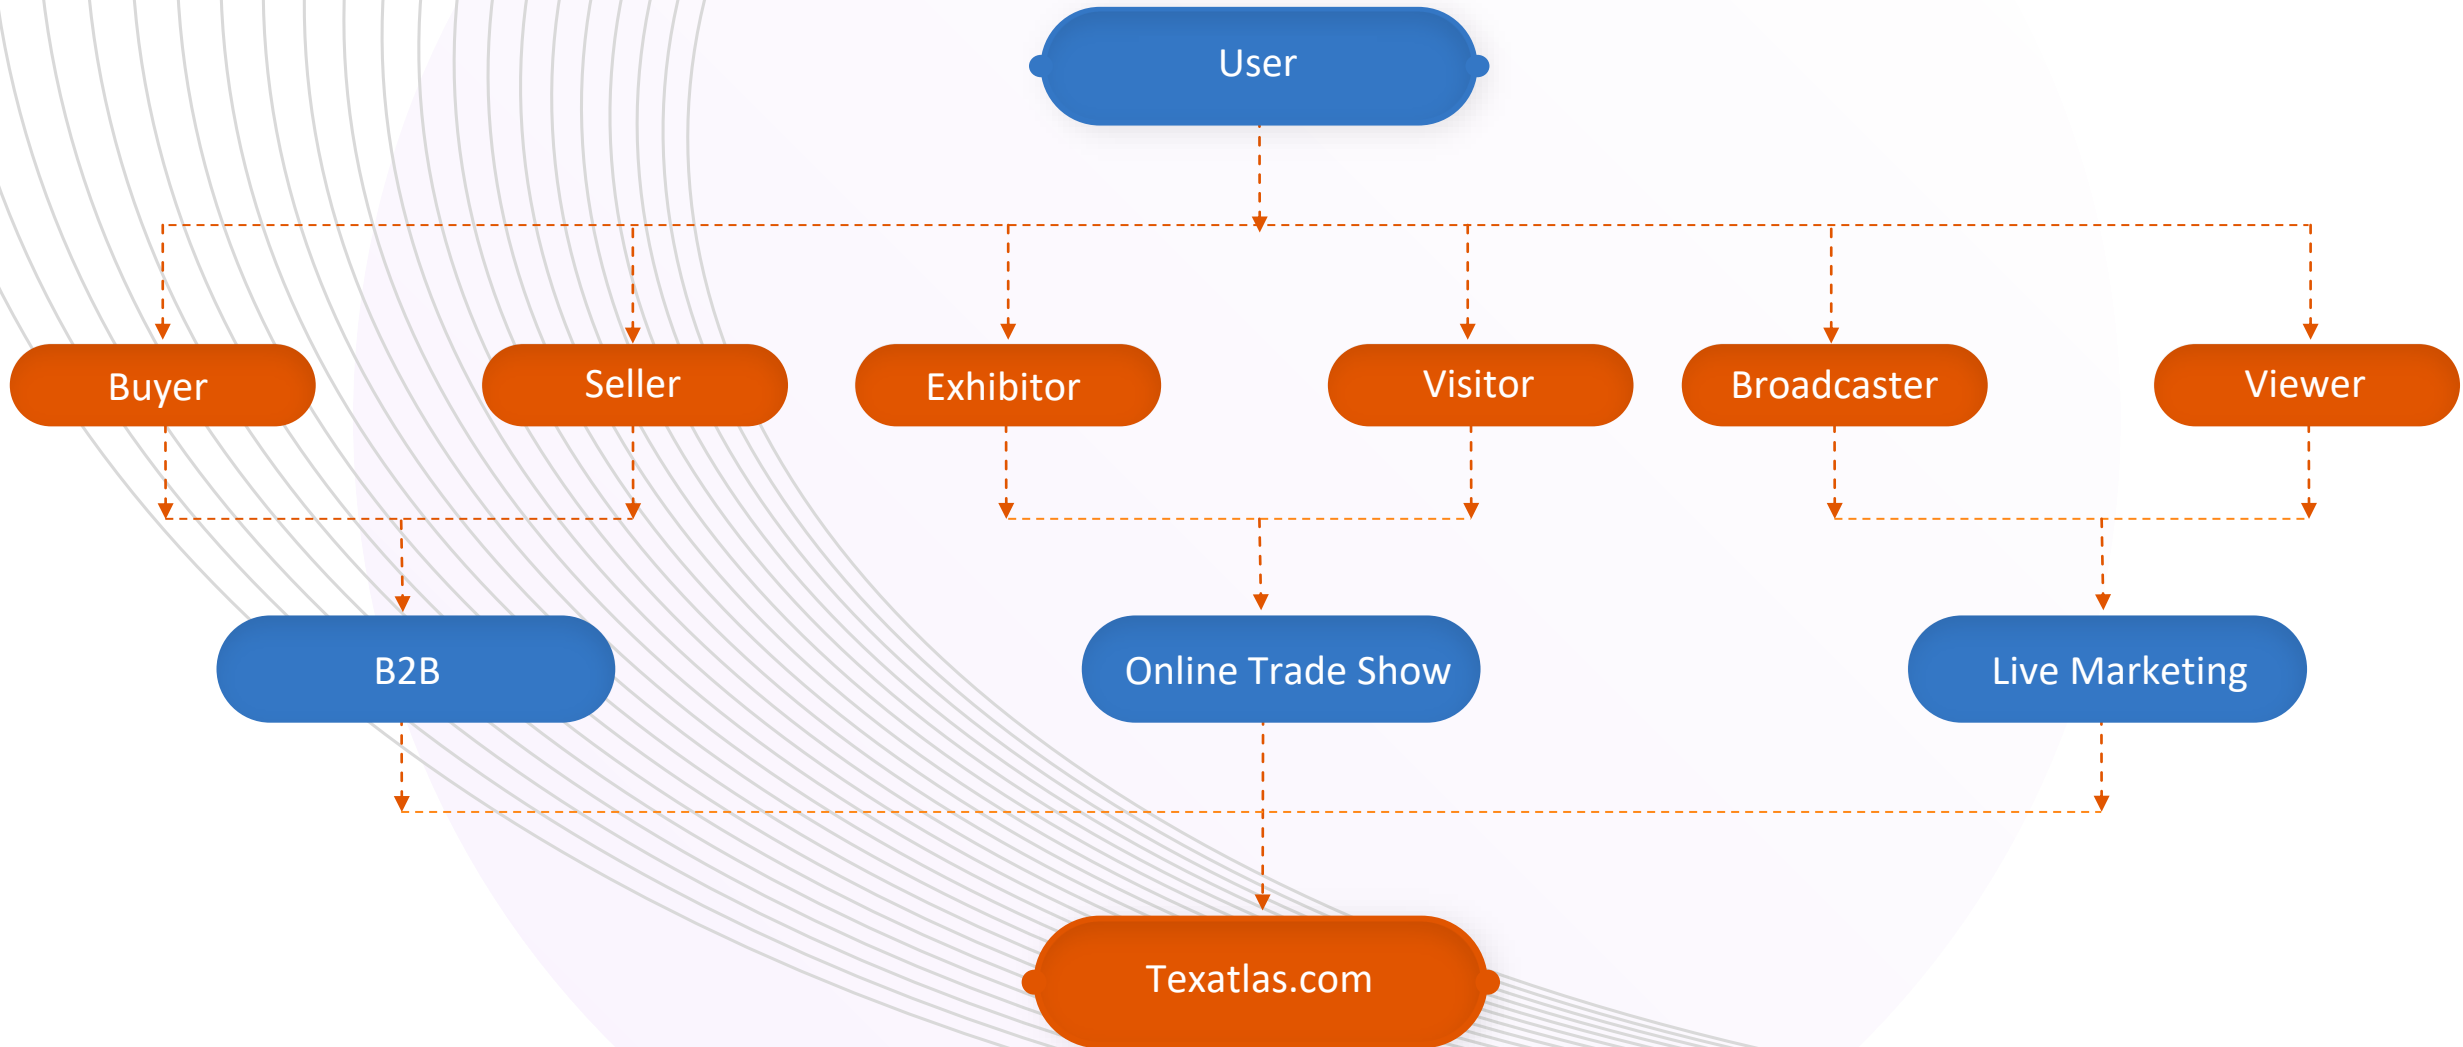 User
Buyer
Seller
Exhibitor
Visitor
Broadcaster
Viewer
B2B
Online Trade Show
Live Marketing
Texatlas.com